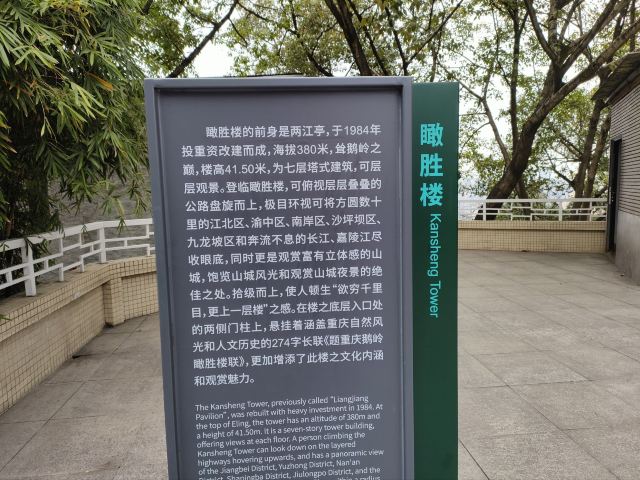 瞰胜楼的前身是两江亭，于1984年
投重资改建而成，海拔380米，耸鹅岭之
巅，楼高41.50米，为七层塔式建筑，可层
层观景。登临瞰胜楼，可俯视层层叠叠的
公路盘旋而上，极目环视可将方圆数十
里的江北区、渝中区、南岸区、沙坪坝区、
九龙坡区和奔流不息的长江、嘉陵江尽
收眼底，同时更是观赏富有立体感的山
城，饱览山城风光和观赏山城夜景的绝
佳之处。拾级而上，使人顿生“欲穷千里
目，更上一层楼”之感。在楼之底层入口处
的两侧门柱上，悬挂着涵盖重庆自然风
光和人文历史的274字长联《题重庆鹅岭
瞰胜楼联》，更加增添了此楼之文化内涵
和观赏魅力。
The Kansheng Tower, previously called "Liangjiang
Pavilion", was rebuilt with heavy investment in 1984. At
the top of Eling, the tower has an altitude of 380m and
a height of 41.50m. It is a seven-story tower building,
offering views at each floor. A person climbing the
Kansheng Tower can look down on the layered
highways hovering upwards, and has a panoramic view
of the Jiangbei District, Yuzhong District, Nan'an
District, Shapingba District, Jiulongpo District, and the
within a radius
瞰胜楼 Kansheng Tower